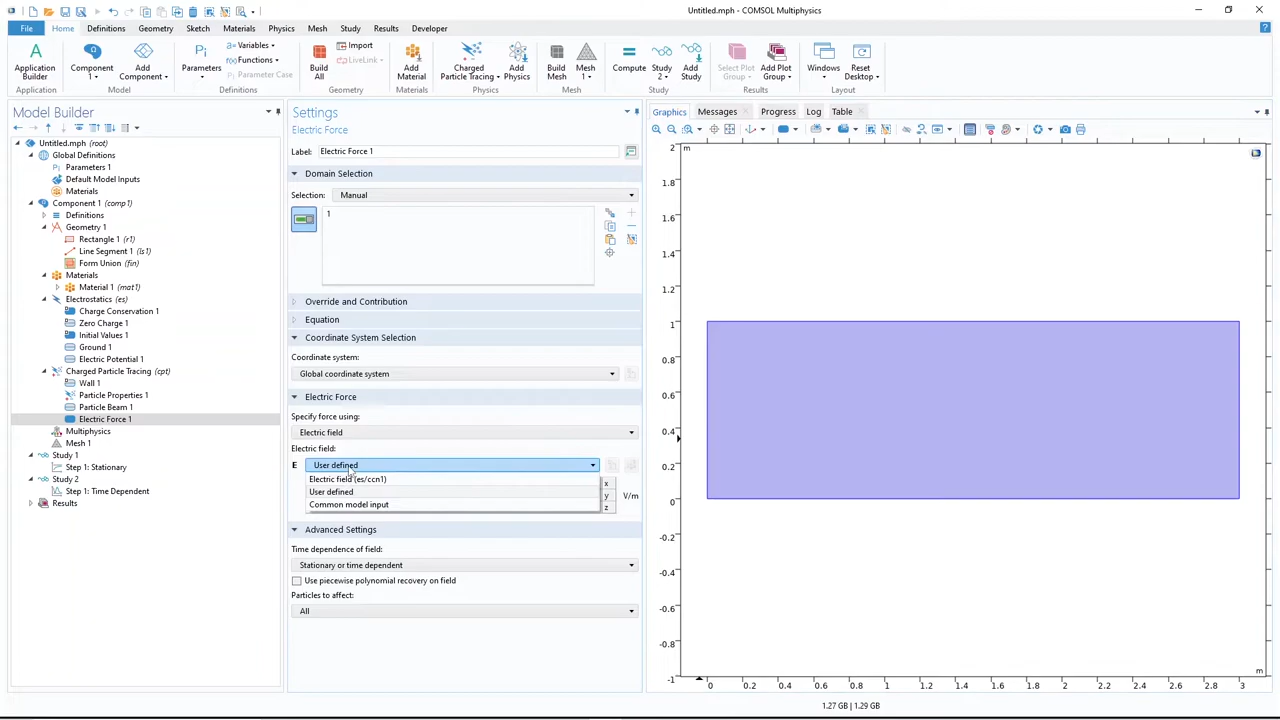 Untitled.mph - COMSOL Multiphysics
File Home Definitions Geometry Sketch Materials Physics Mesh Study Results Developer
Application Builder
Component 1
Add Component
Parameters
Variables
Functions
Parameter Case
Build All
Import
LiveLink
Add Material
Charged Particle Tracing
Add Physics
Build Mesh
Mesh 1
Compute
Study 2
Add Study
Select Plot Group
Add Plot Group
Windows
Reset Desktop
Application Model Definitions Geometry Materials Physics Mesh Study Results Layout
Model Builder
Untitled.mph (root)
Global Definitions
Parameters 1
Default Model Inputs
Materials
Component 1 (comp1)
Definitions
Geometry 1
Rectangle 1 (r1)
Line Segment 1 (ls1)
Form Union (fin)
Materials
Material 1 (mat1)
Electrostatics (es)
Charge Conservation 1
Zero Charge 1
Initial Values 1
Ground 1
Electric Potential 1
Charged Particle Tracing (cpt)
Wall 1
Particle Properties 1
Particle Beam 1
Electric Force 1
Multiphysics
Mesh 1
Study 1
Step 1: Stationary
Study 2
Step 1: Time Dependent
Results
Settings
Electric Force
Label: Electric Force 1
Domain Selection
Selection: Manual
1
Override and Contribution
Equation
Coordinate System Selection
Coordinate system:
Global coordinate system
Electric Force
Specify force using:
Electric field
Electric field:
E User defined
Electric field (es/ccn1)
User defined
Common model input
x
y V/m
z
Advanced Settings
Time dependence of field:
Stationary or time dependent
Use piecewise polynomial recovery on field
Particles to affect:
All
Graphics Messages Progress Log Table
2 m
1.8
1.6
1.4
1.2
1
0.8
0.6
0.4
0.2
0
-0.2
-0.4
-0.6
-0.8
-1 m
0 0.2 0.4 0.6 0.8 1 1.2 1.4 1.6 1.8 2 2.2 2.4 2.6 2.8 3
1.27 GB | 1.29 GB